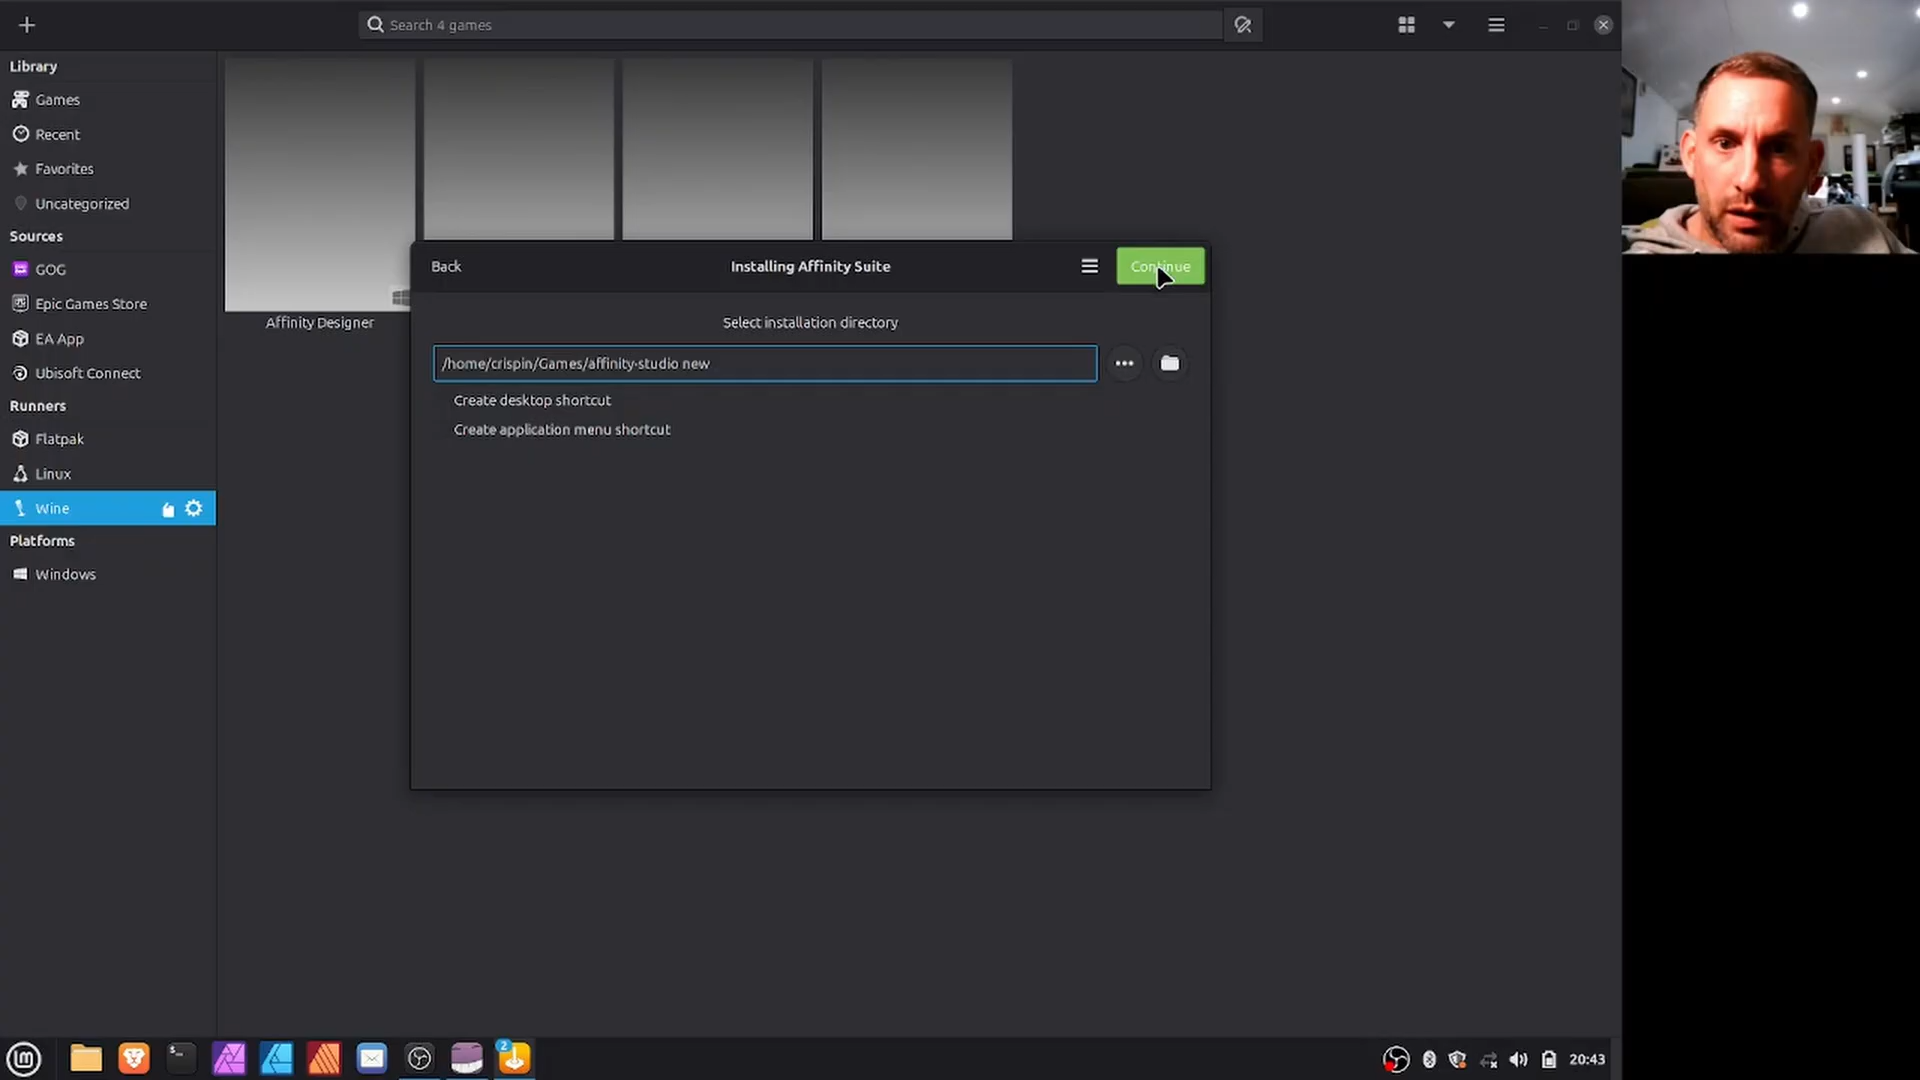 Search 4 games
Library
Games
Recent
Favorites
Uncategorized
Sources
GOG
Epic Games Store
EA App
Ubisoft Connect
Runners
Flatpak
Linux
Wine
Platforms
Windows
Affinity Designer
Back
Installing Affinity Suite
Continue
Select installation directory
/home/crispin/Games/affinity-studio new
Create desktop shortcut
Create application menu shortcut
2
20:43